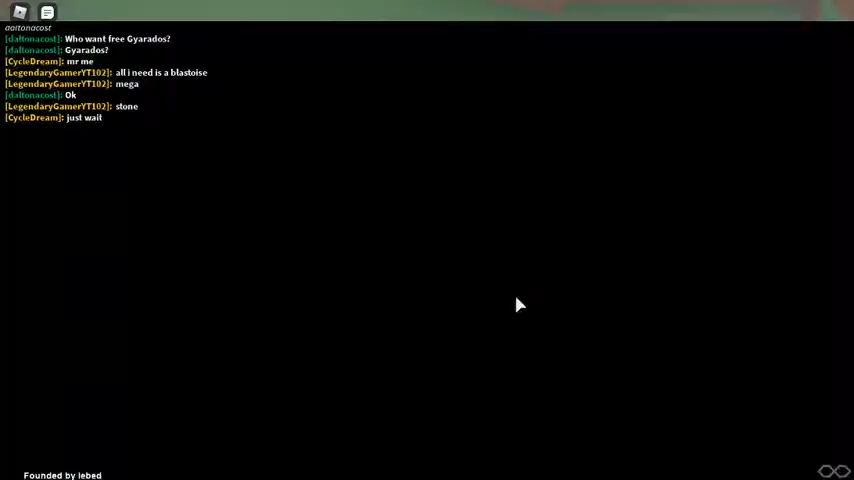 daltonacost
[daltonacost]: Who want free Gyarados?
[daltonacost]: Gyarados?
[CycleDream]: mr me
[LegendaryGamerYT102]: all i need is a blastoise
[LegendaryGamerYT102]: mega
[daltonacost]: Ok
[LegendaryGamerYT102]: stone
[CycleDream]: just wait
Founded by lebed